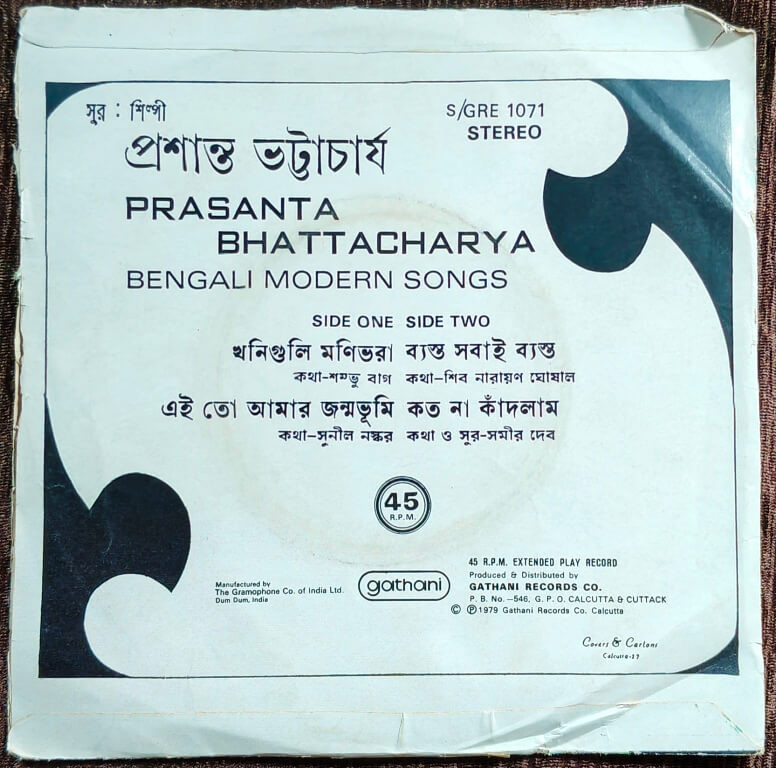 সুর : শিল্পী
S/GRE 1071
STEREO
প্রশান্ত ভট্টাচার্য
PRASANTA
BHATTACHARYA
BENGALI MODERN SONGS
SIDE ONE SIDE TWO
খনিগুলি মণিভরা ব্যস্ত সবাই ব্যস্ত
কথা-শম্ভু বাগ কথা-শিব নারায়ণ ঘোষাল
এই তো আমার জন্মভূমি কত না কাঁদলাম
কথা-সুনীল নস্কর কথা ও সুর-সমীর দেব
45
R.P.M.
45 R.P.M. EXTENDED PLAY RECORD
Produced & Distributed by
GATHANI RECORDS CO.
P. B. No.-546, G. P. O. CALCUTTA & CUTTACK
© Ⓟ 1979 Gathani Records Co. Calcutta
Manufactured by
The Gramophone Co. of India Ltd.
Dum Dum, India
gathani
Covers & Cartons
Calcutta-17